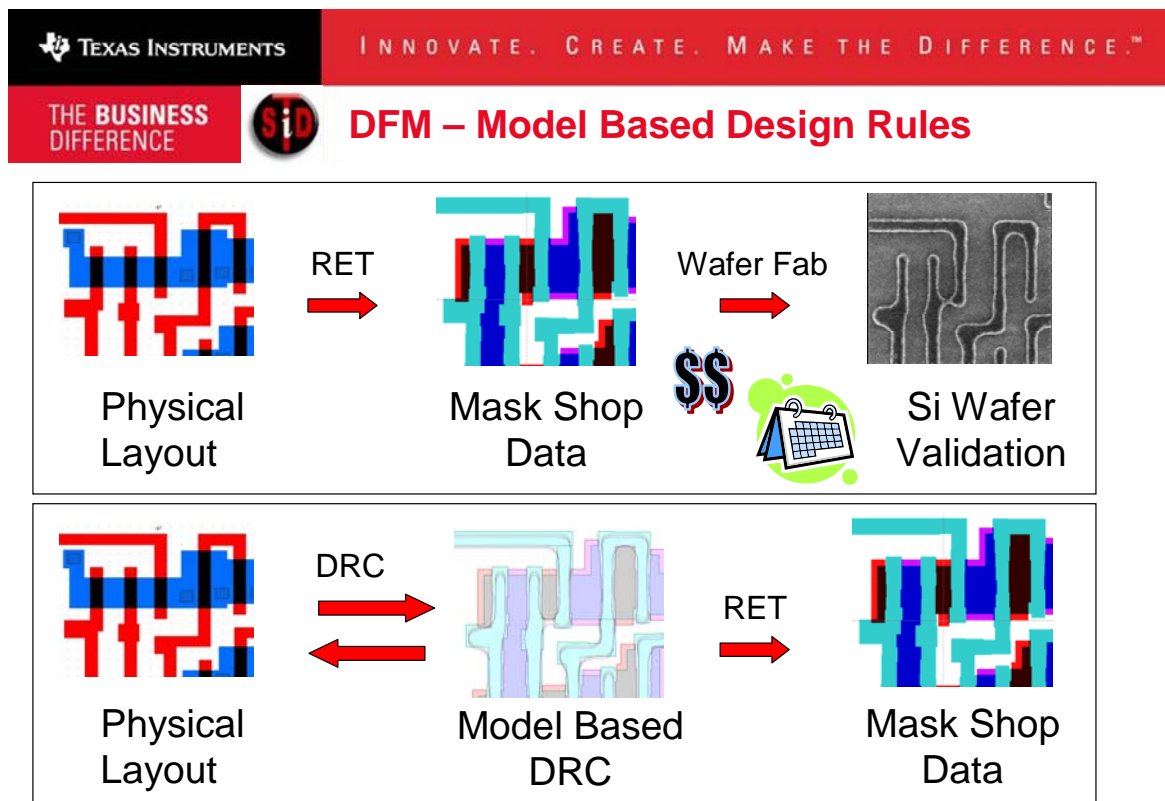 TEXAS INSTRUMENTS
INNOVATE. CREATE. MAKE THE DIFFERENCE.™
THE BUSINESS
DIFFERENCE
SiD
DFM – Model Based Design Rules
RET
Wafer Fab
$$
Physical
Layout
Mask Shop
Data
Si Wafer
Validation
DRC
RET
Physical
Layout
Model Based
DRC
Mask Shop
Data